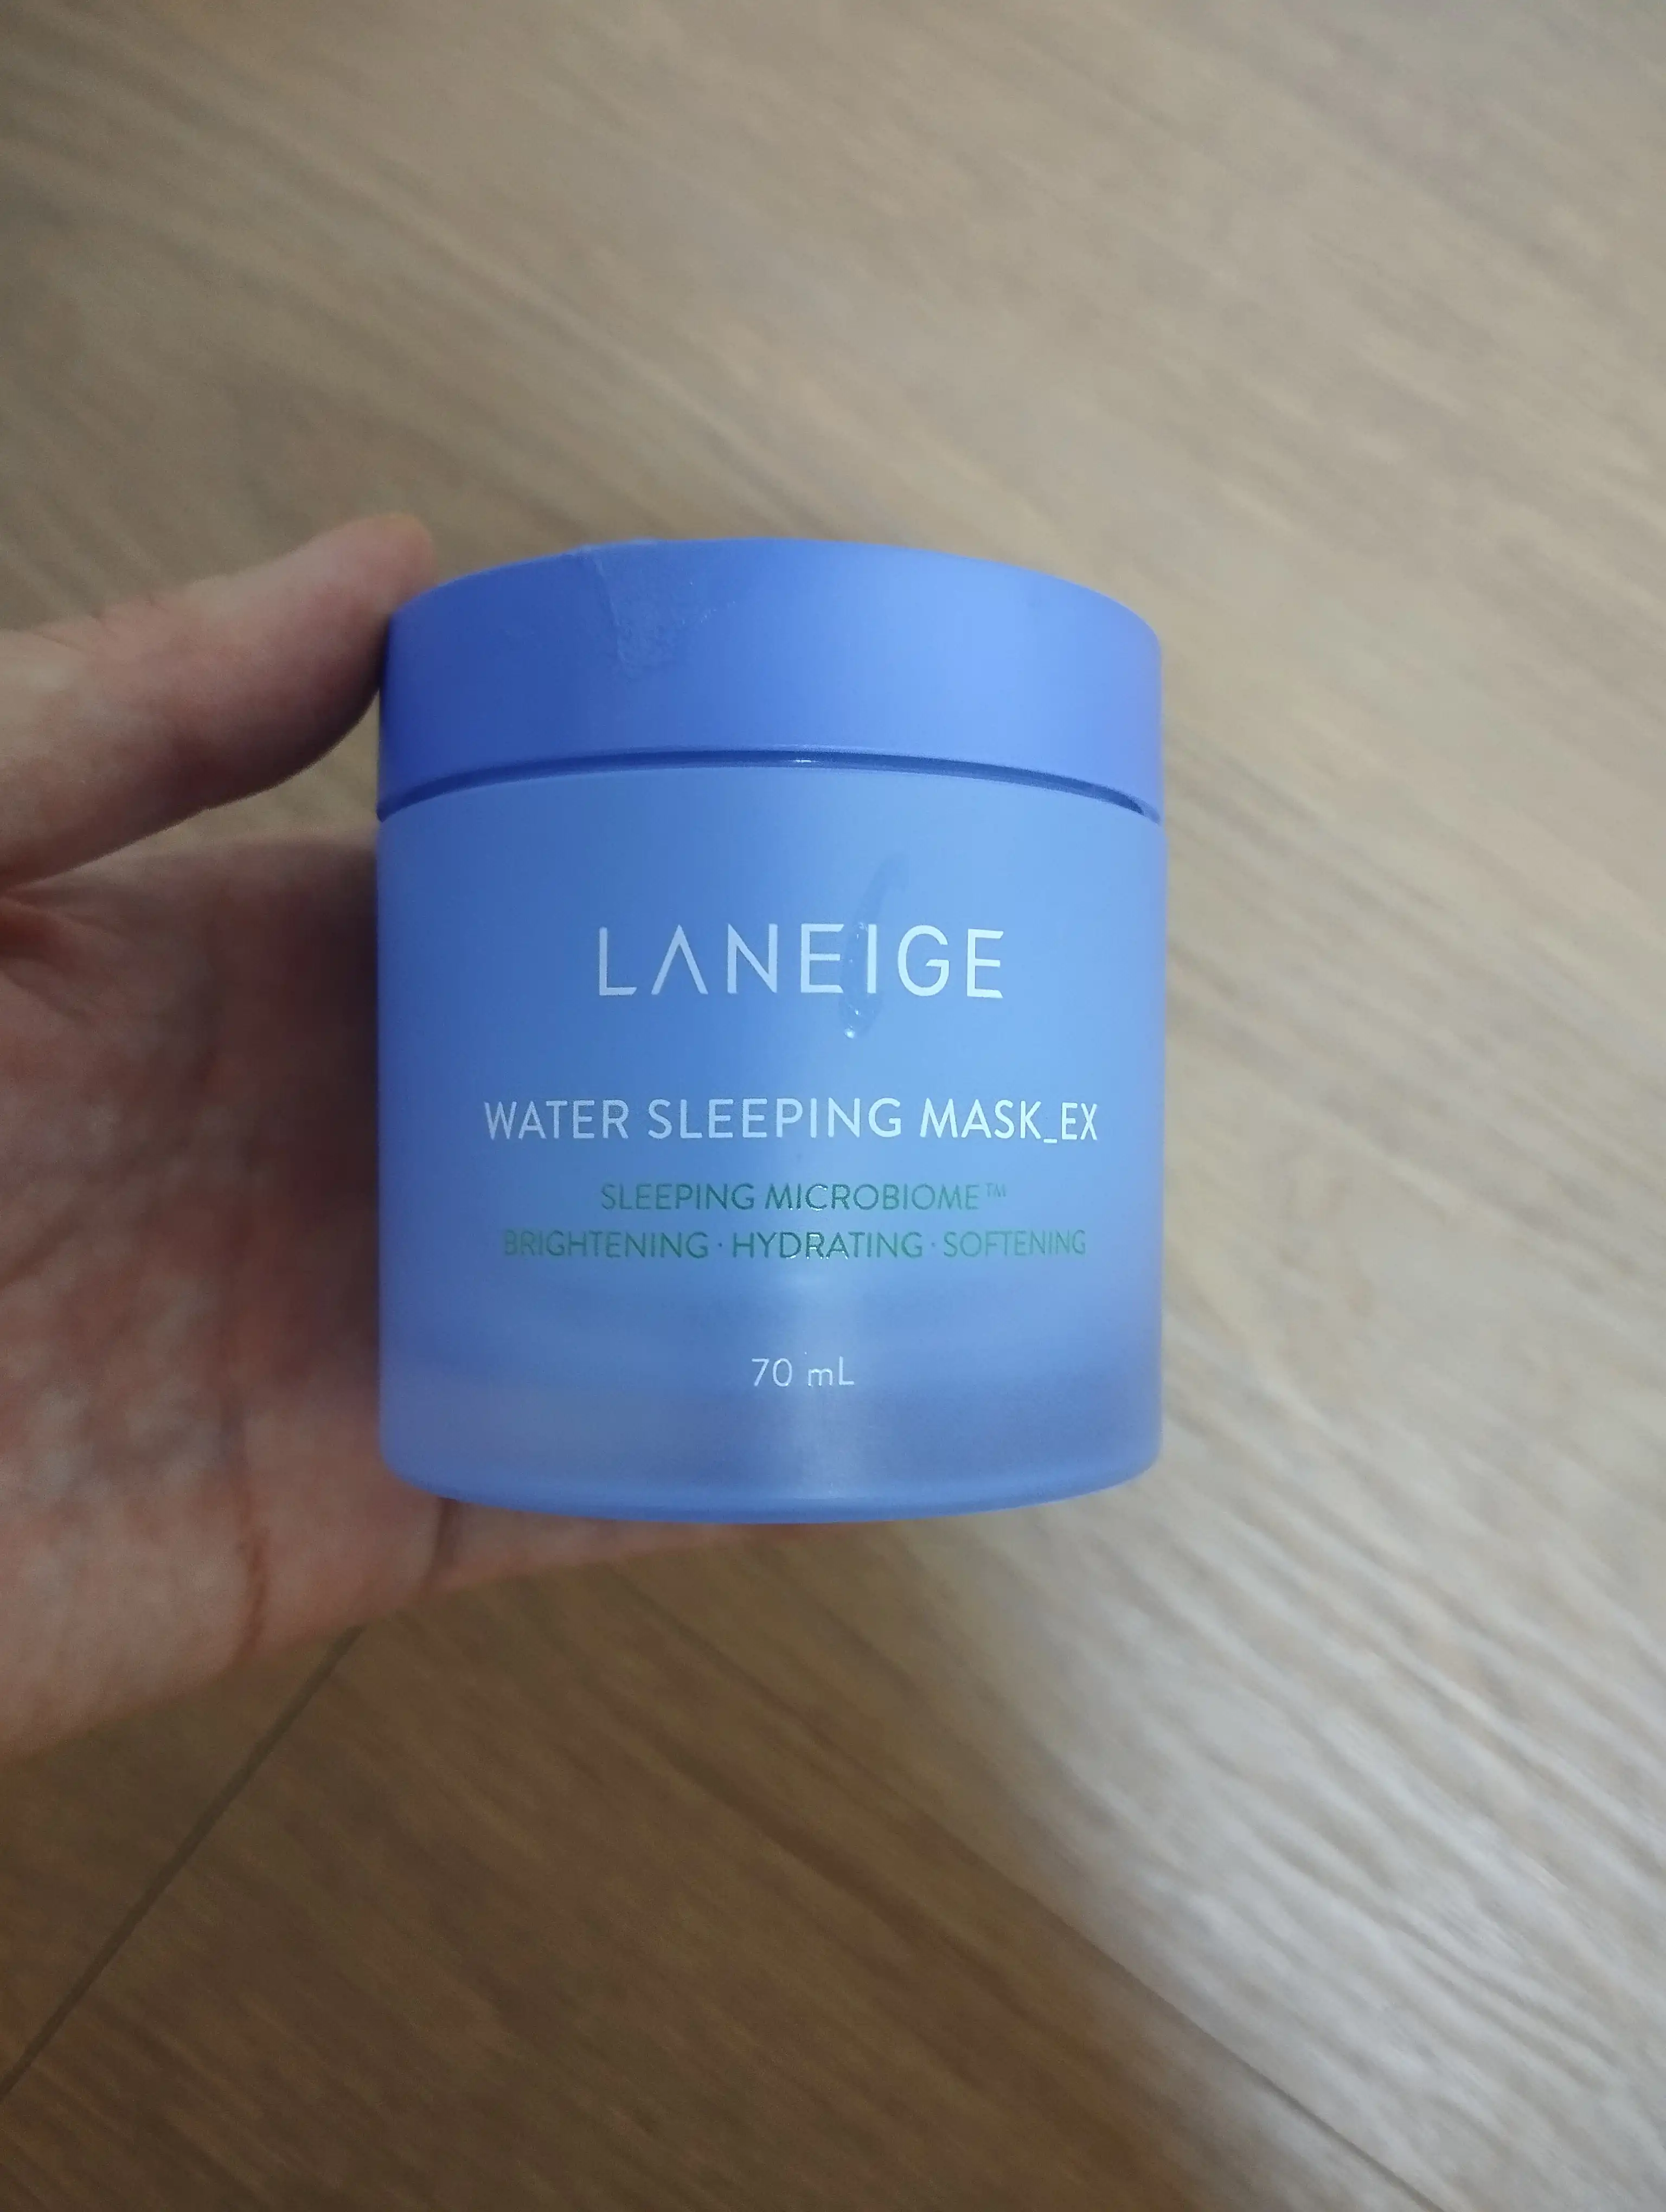 LANEIGE
WATER SLEEPING MASK_EX
SLEEPING MICROBIOME™
BRIGHTENING · HYDRATING · SOFTENING
70 mL